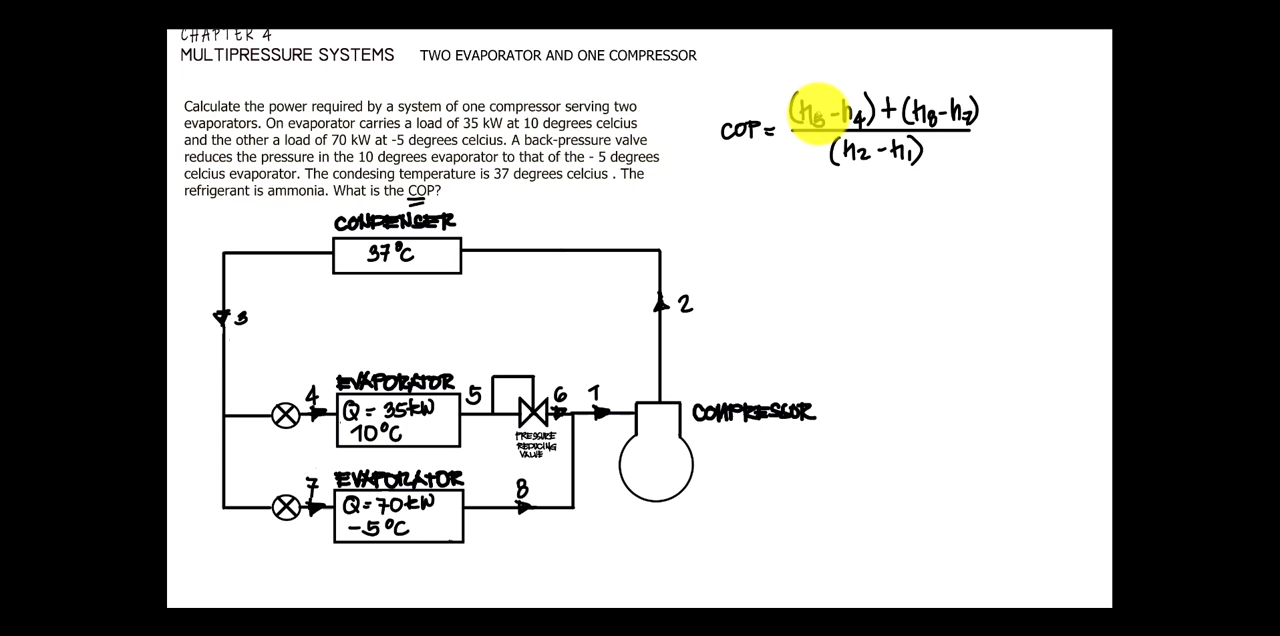 CHAPTER 4
MULTIPRESSURE SYSTEMS TWO EVAPORATOR AND ONE COMPRESSOR
Calculate the power required by a system of one compressor serving two
evaporators. On evaporator carries a load of 35 kW at 10 degrees celcius
and the other a load of 70 kW at -5 degrees celcius. A back-pressure valve
reduces the pressure in the 10 degrees evaporator to that of the - 5 degrees
celcius evaporator. The condesing temperature is 37 degrees celcius . The
refrigerant is ammonia. What is the COP?
COP = (h5 - h4) + (h8 - h7)
(h2 - h1)
CONDENSER
37°C
2
3
4
EVAPORATOR
Q = 35kW
10°C
5
6
1
PRESSURE
REDUCING
VALVE
COMPRESSOR
7
EVAPORATOR
Q = 70kW
-5°C
8